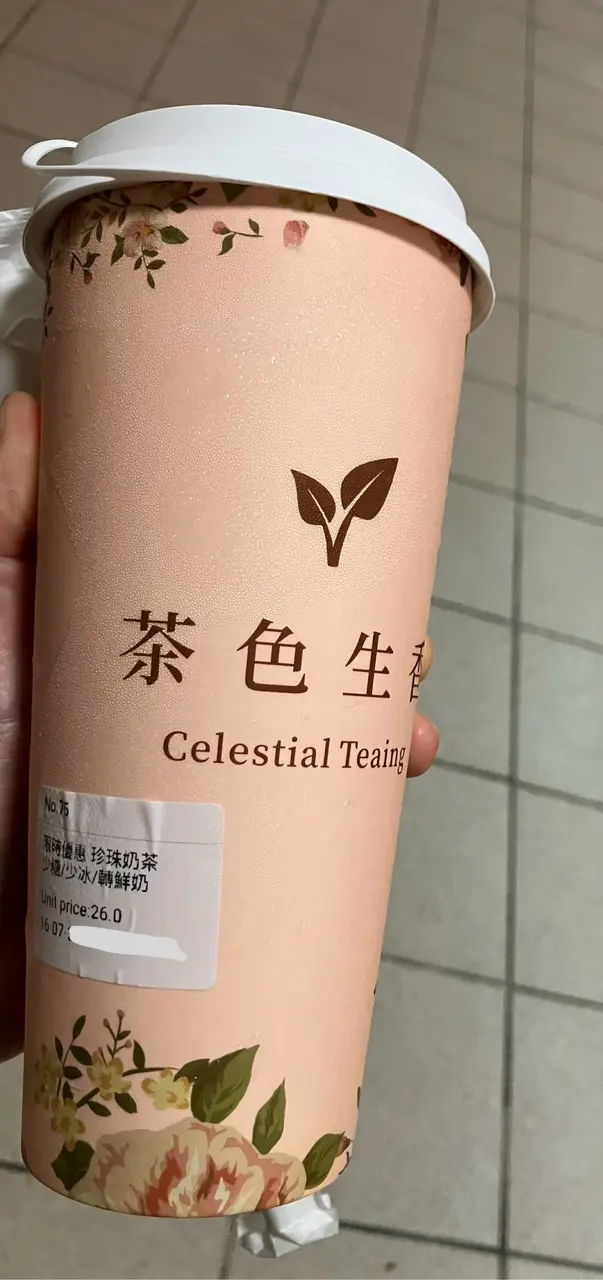 茶色生香
Celestial Teaing
No.75
限時優惠 珍珠奶茶
少糖/少冰/轉鮮奶
Unit price:26.0
16 07